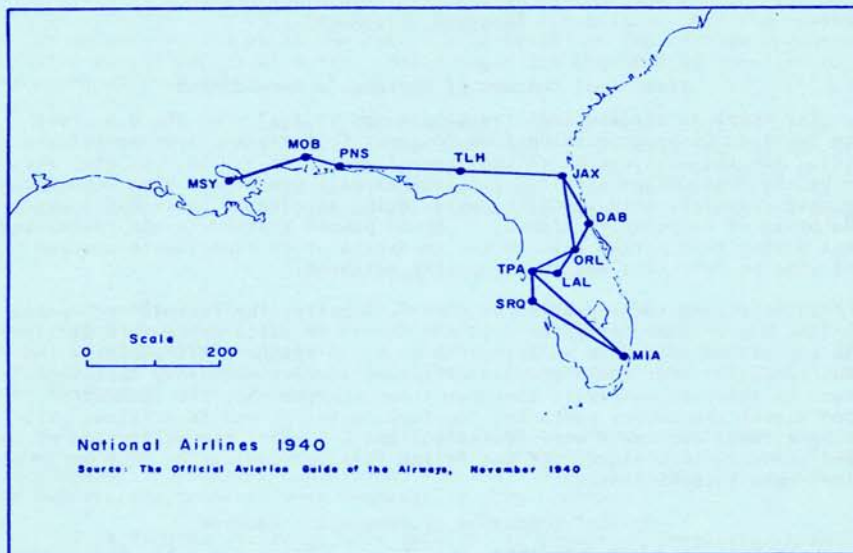 MOB
PNS
TLH
MSY
JAX
DAB
ORL
TPA
LAL
SRQ
MIA
Scale
0 200
National Airlines 1940
Source: The Official Aviation Guide of the Airways, November 1940